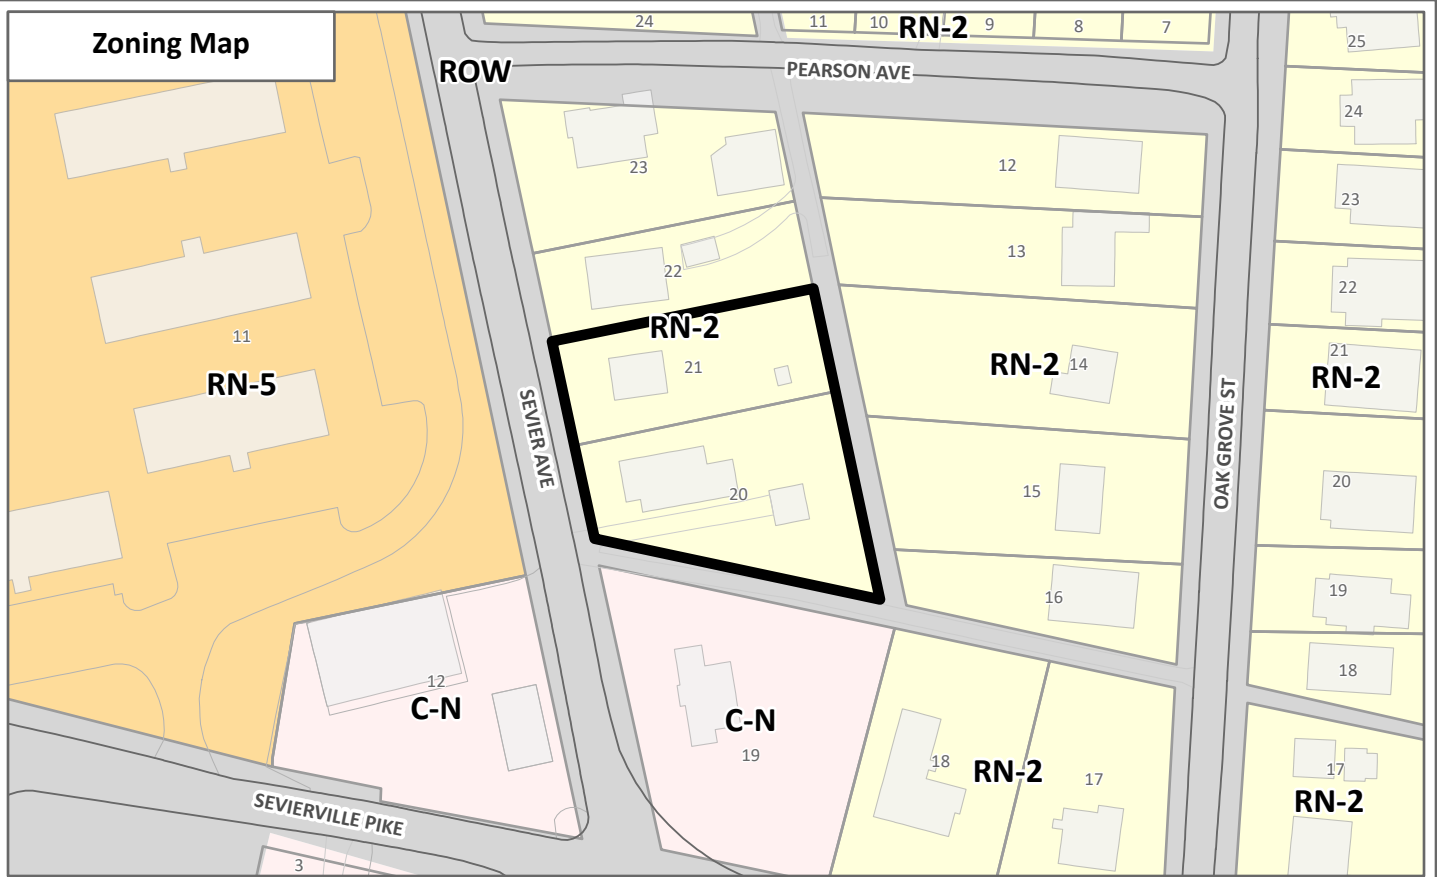 Zoning Map
24
11
10
RN-2
9
8
7
25
ROW
PEARSON AVE
24
23
12
23
22
13
22
11
RN-5
RN-2
21
RN-2
14
21
RN-2
SEVIER AVE
OAK GROVE ST
20
15
20
16
19
12
C-N
C-N
19
18
18
RN-2
17
17
RN-2
SEVIERVILLE PIKE
3